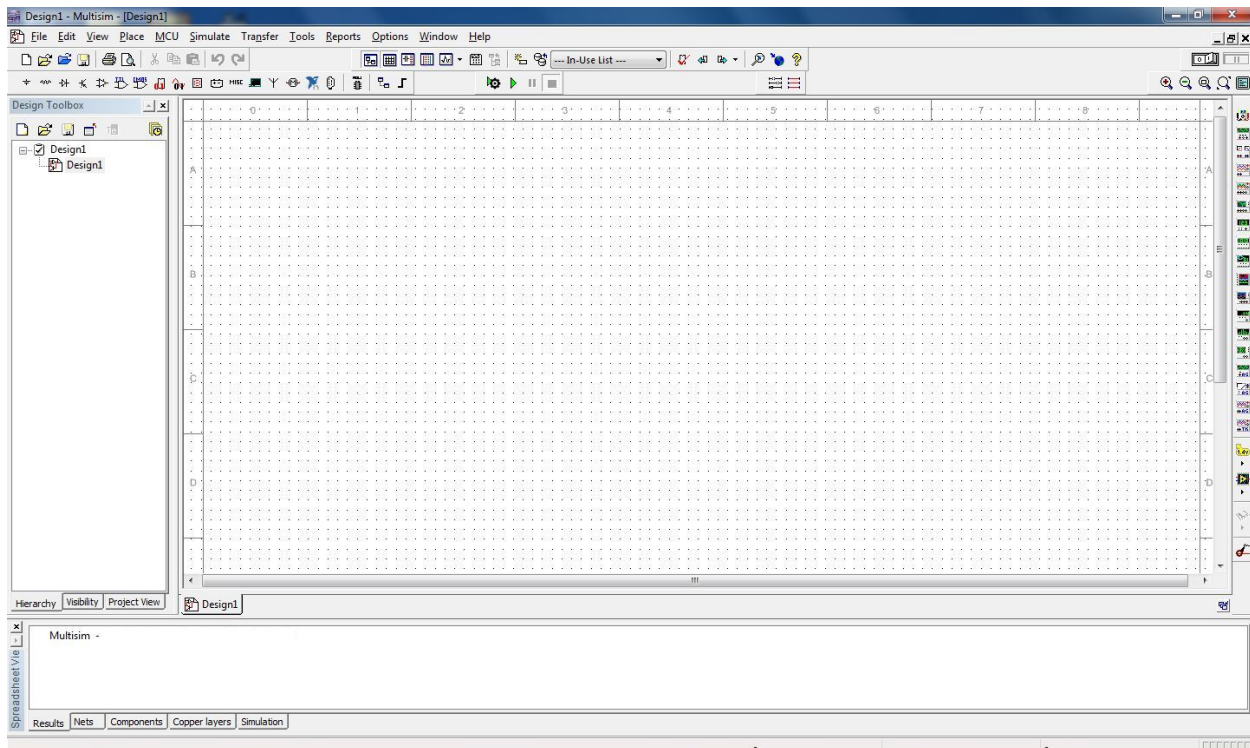 Design1 - Multisim - [Design1]
File Edit View Place MCU Simulate Transfer Tools Reports Options Window Help
--- In-Use List ---
MISC
Design Toolbox
0 2 3 4 5 6 7 8
Design1
Design1
A A
B B
C C
D D
Hierarchy Visibility Project View
Design1
Multisim -
Spreadsheet Vie
Results Nets Components Copper layers Simulation